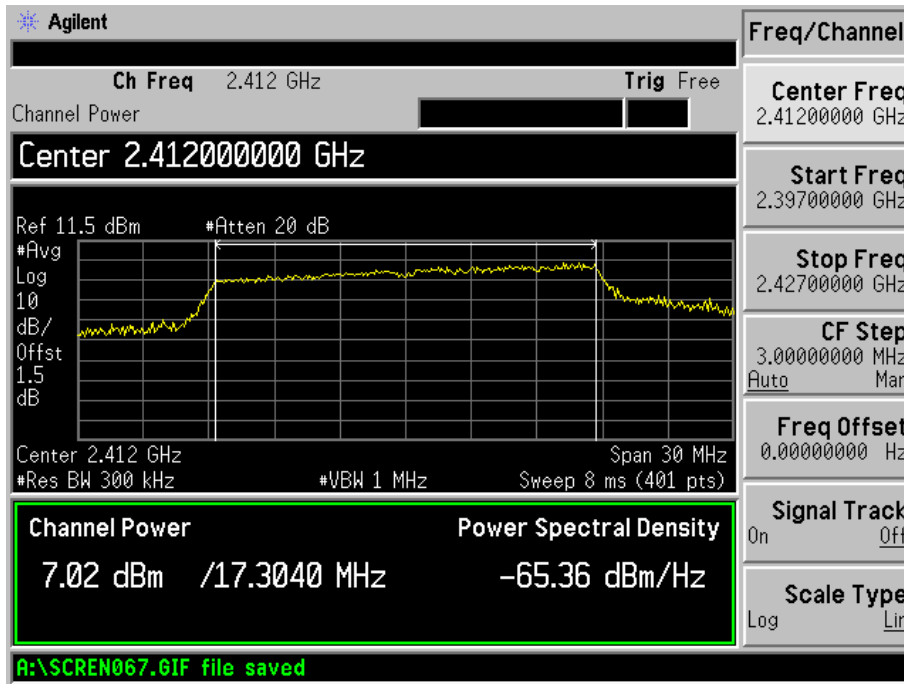 Agilent
Freq/Channel
Ch Freq 2.412 GHz Trig Free
Channel Power
Center 2.412000000 GHz
Ref 11.5 dBm #Atten 20 dB
#Avg
Log
10
dB/
Offst
1.5
dB
Center 2.412 GHz Span 30 MHz
#Res BW 300 kHz #VBW 1 MHz Sweep 8 ms (401 pts)
Channel Power Power Spectral Density
7.02 dBm /17.3040 MHz -65.36 dBm/Hz
A:\SCREN067.GIF file saved
Center Freq
2.41200000 GHz
Start Freq
2.39700000 GHz
Stop Freq
2.42700000 GHz
CF Step
3.00000000 MHz
Auto Man
Freq Offset
0.00000000 Hz
Signal Track
On Off
Scale Type
Log Lin